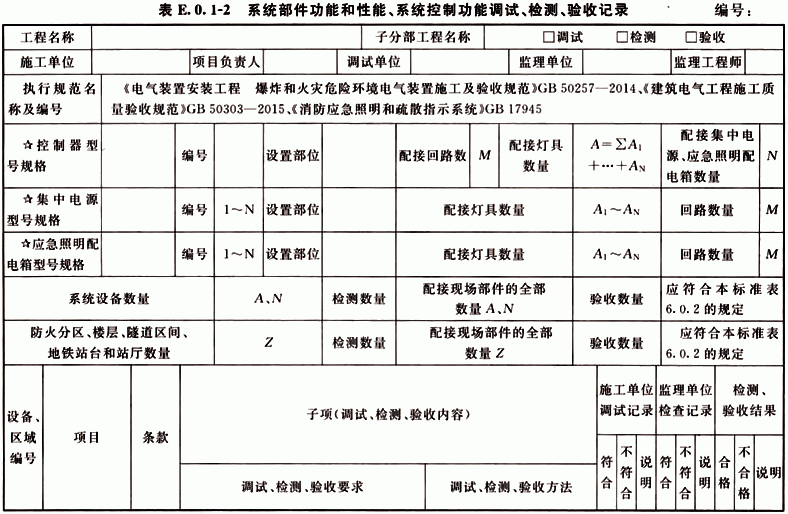 表 E.0.1-2 系统部件功能和性能、系统控制功能调试、检测、验收记录 编号：
工程名称 子分部工程名称 □调试 □检测 □验收
施工单位 项目负责人 调试单位 监理单位 监理工程师
执行规范名称及编号
《电气装置安装工程 爆炸和火灾危险环境电气装置施工及验收规范》GB 50257—2014、《建筑电气工程施工质
量验收规范》GB 50303—2015、《消防应急照明和疏散指示系统》GB 17945
☆控制器型号规格 编号 设置部位 配接回路数 M 配接灯具数量 A=∑A1+…+AN 配接集中电源、应急照明配电箱数量 N
☆集中电源型号规格 编号 1～N 设置部位 配接灯具数量 A1～AN 回路数量 M
☆应急照明配电箱型号规格 编号 1～N 设置部位 配接灯具数量 A1～AN 回路数量 M
系统设备数量 A、N 检测数量 配接现场部件的全部数量 A、N 验收数量 应符合本标准表 6.0.2 的规定
防火分区、楼层、隧道区间、地铁站台和站厅数量 Z 检测数量 配接现场部件的全部数量 Z 验收数量 应符合本标准表 6.0.2 的规定
设备、区域编号 项目 条款 子项(调试、检测、验收内容) 施工单位调试记录 监理单位检查记录 检测、验收结果
调试、检测、验收要求 调试、检测、验收方法 符合 不符合 说明 符合 不符合 说明 合格 不合格 说明